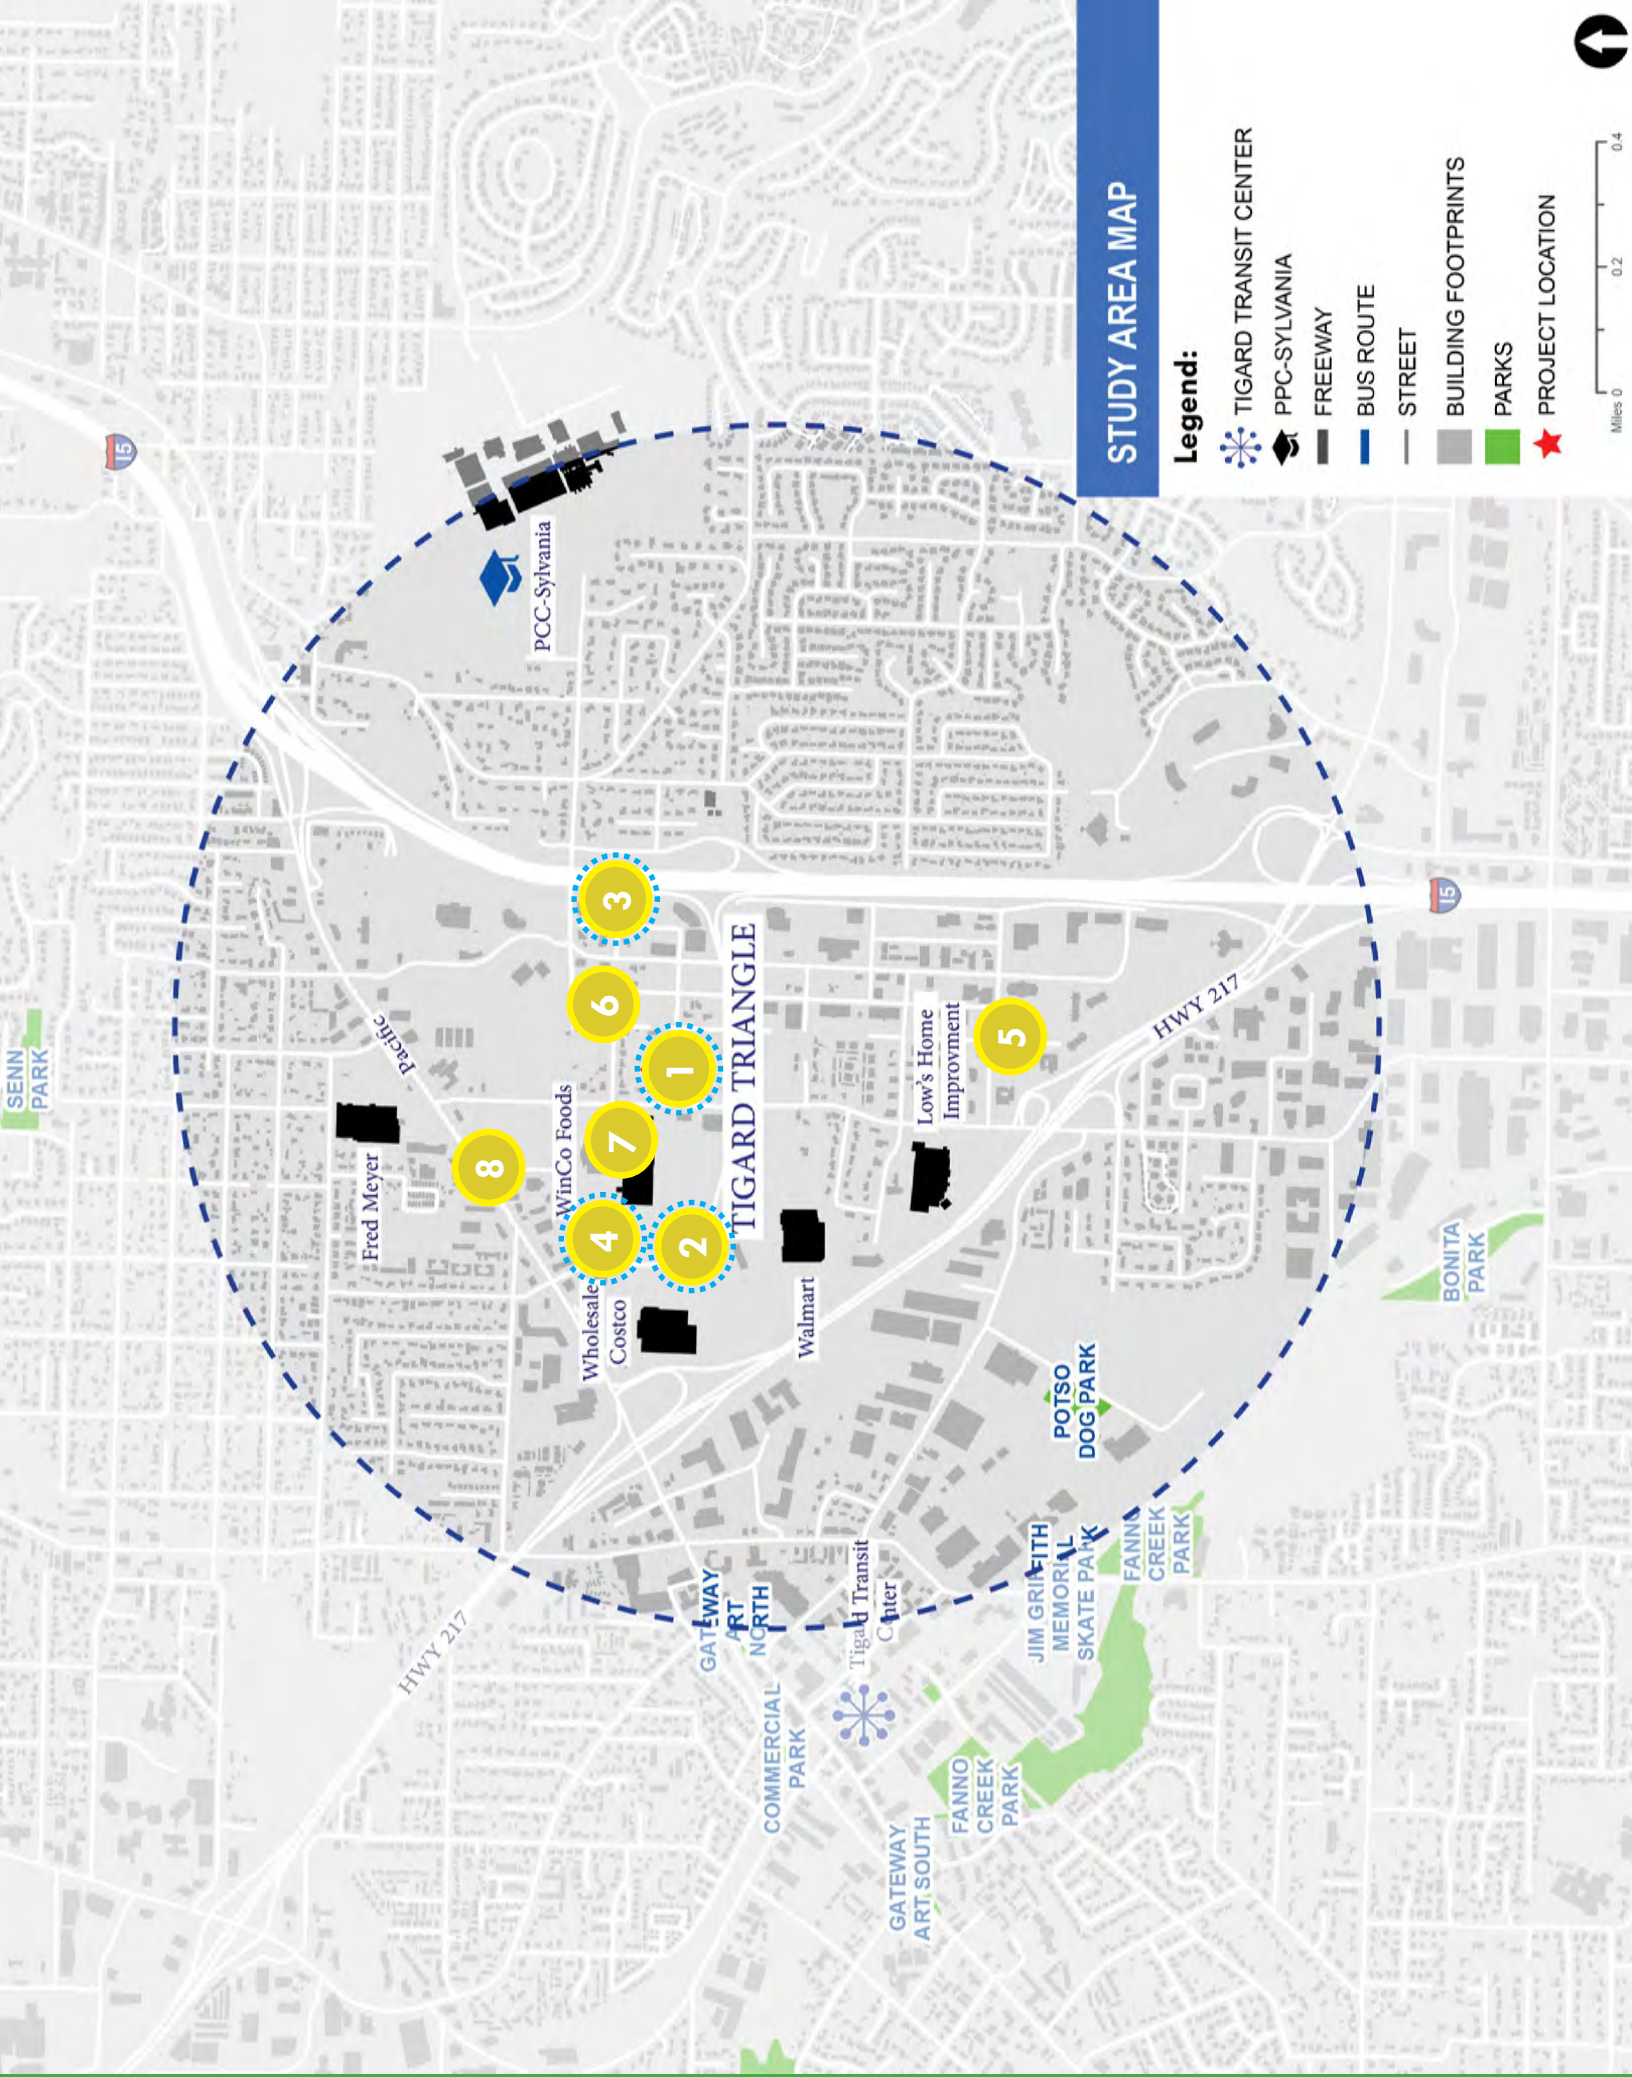 SENN
PARK
15
Pacific
Fred Meyer
8
WinCo Foods
PCC-Sylvania
3
6
1
7
4
2
Wholesale
Costco
TIGARD TRIANGLE
Walmart
Low's Home
Improvment
5
HWY 217
HWY 217
GATEWAY
ART
NORTH
COMMERCIAL
PARK
Tigard Transit
Center
GATEWAY
ART SOUTH
FANNO
CREEK
PARK
JIM GRIFFITH
MEMORIAL
SKATE PARK
POTSO
DOG PARK
FANNO
CREEK
PARK
BONITA
PARK
15
STUDY AREA MAP
Legend:
TIGARD TRANSIT CENTER
PPC-SYLVANIA
FREEWAY
BUS ROUTE
STREET
BUILDING FOOTPRINTS
PARKS
PROJECT LOCATION
Miles 0 0.2 0.4